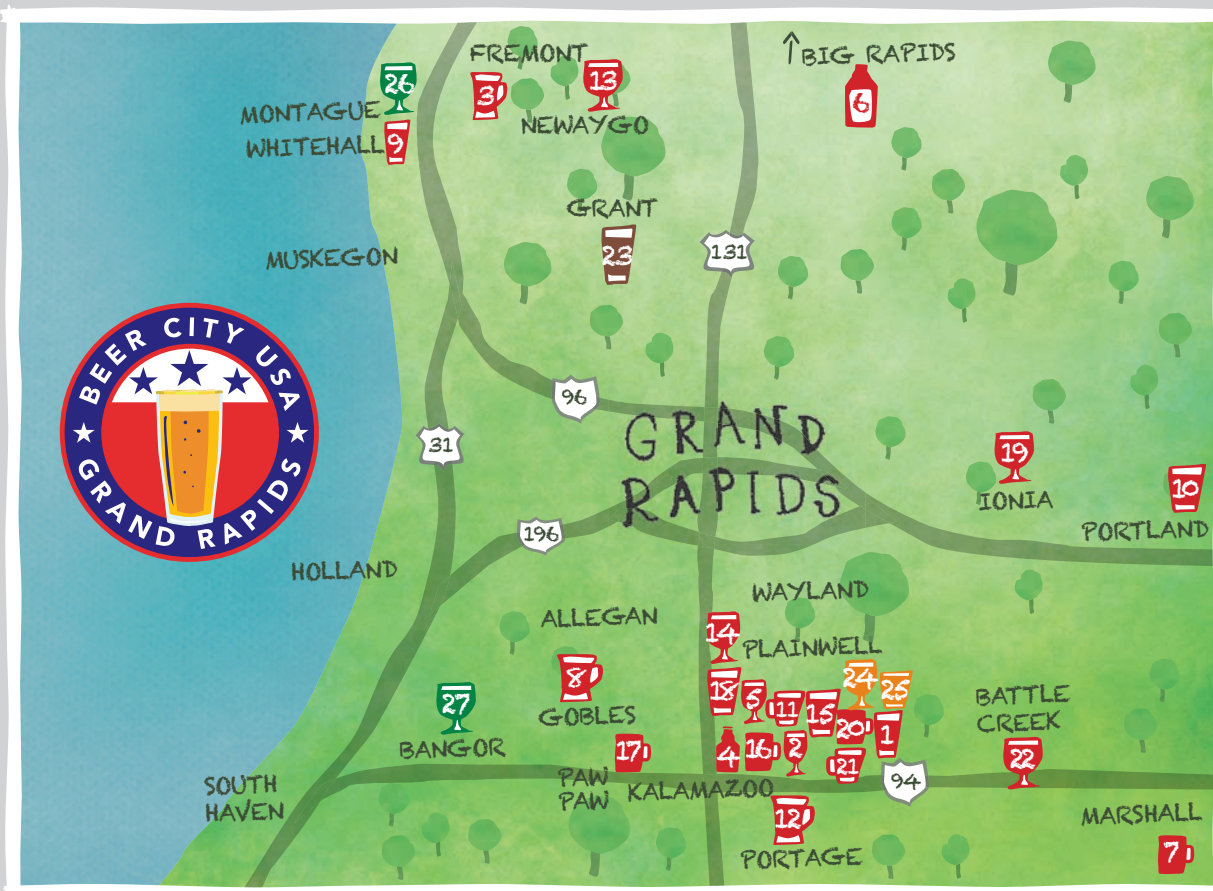 FREMONT
↑ BIG RAPIDS
26
3
13
6
MONTAGUE
NEWAYGO
WHITEHALL
9
GRANT
MUSKEGON
23
131
BEER CITY USA
GRAND RAPIDS
96
GRAND
RAPIDS
31
19
IONIA
10
PORTLAND
196
HOLLAND
WAYLAND
ALLEGAN
14
PLAINWELL
8
18
5
11
15
24
25
20
1
27
GOBLES
BATTLE
CREEK
BANGOR
17
4
16
2
21
22
94
PAW
PAW
KALAMAZOO
SOUTH
HAVEN
12
PORTAGE
MARSHALL
7